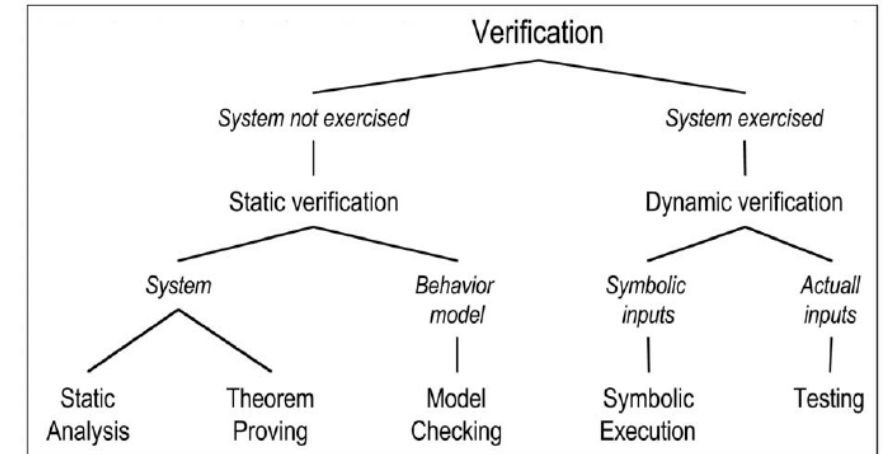 Verification
System not exercised
System exercised
Static verification
Dynamic verification
System
Behavior
model
Symbolic
inputs
Actuall
inputs
Static
Analysis
Theorem
Proving
Model
Checking
Symbolic
Execution
Testing